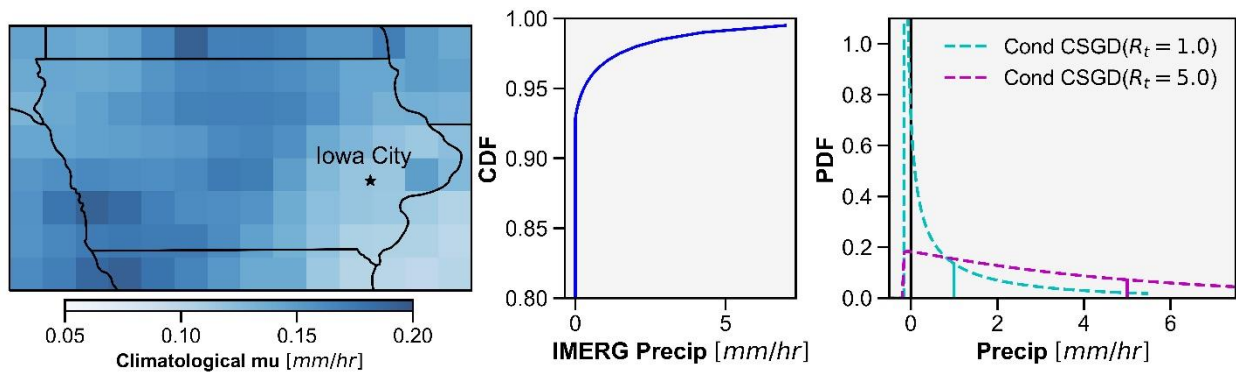 Iowa City
0.05 0.10 0.15 0.20
Climatological mu [mm/hr]
CDF
1.00
0.95
0.90
0.85
0.80
0 5
IMERG Precip [mm/hr]
PDF
1.0
0.8
0.6
0.4
0.2
0.0
Cond CSGD(R_t = 1.0)
Cond CSGD(R_t = 5.0)
0 2 4 6
Precip [mm/hr]